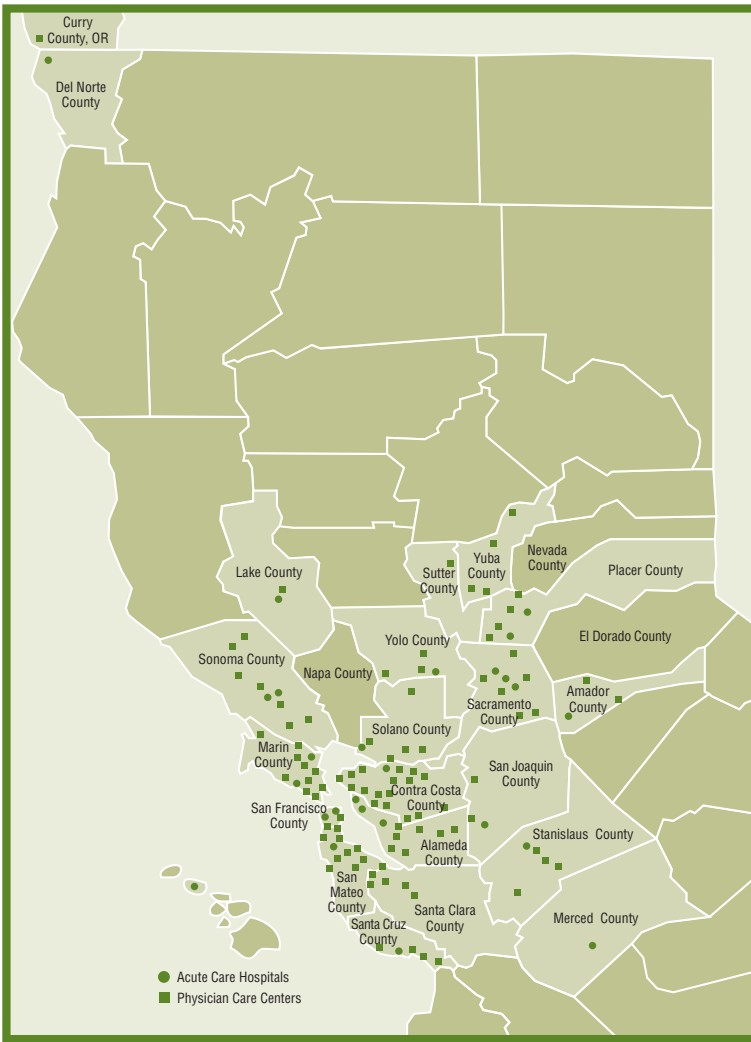 Curry
County, OR
Del Norte
County
Lake County
Sutter
County
Yuba
County
Nevada
County
Placer County
El Dorado County
Yolo County
Sonoma County
Napa County
Sacramento
County
Amador
County
Solano County
Marin
County
San Joaquin
County
Contra Costa
County
San Francisco
County
Stanislaus County
Alameda
County
San
Mateo
County
Santa Clara
County
Santa Cruz
County
Merced County
Acute Care Hospitals
Physician Care Centers